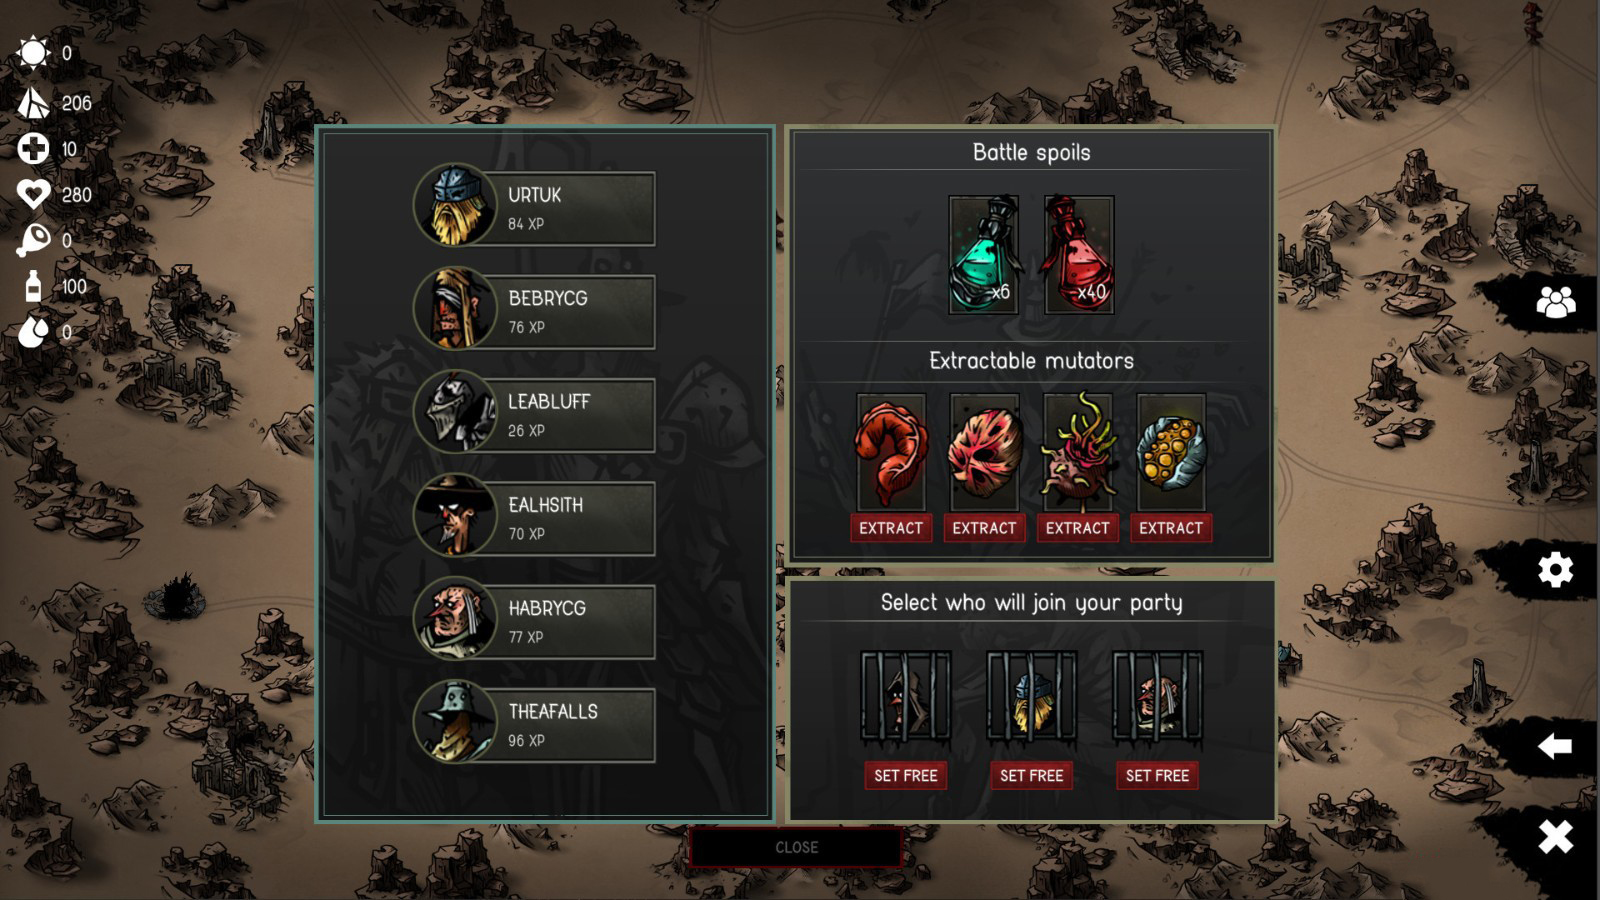 0
206
10
280
0
100
0
URTUK
84 XP
BEBRYCG
76 XP
LEABLUFF
26 XP
EALHSITH
70 XP
HABRYCG
77 XP
THEAFALLS
96 XP
Battle spoils
x6 x40
Extractable mutators
EXTRACT EXTRACT EXTRACT EXTRACT
Select who will join your party
SET FREE SET FREE SET FREE
CLOSE